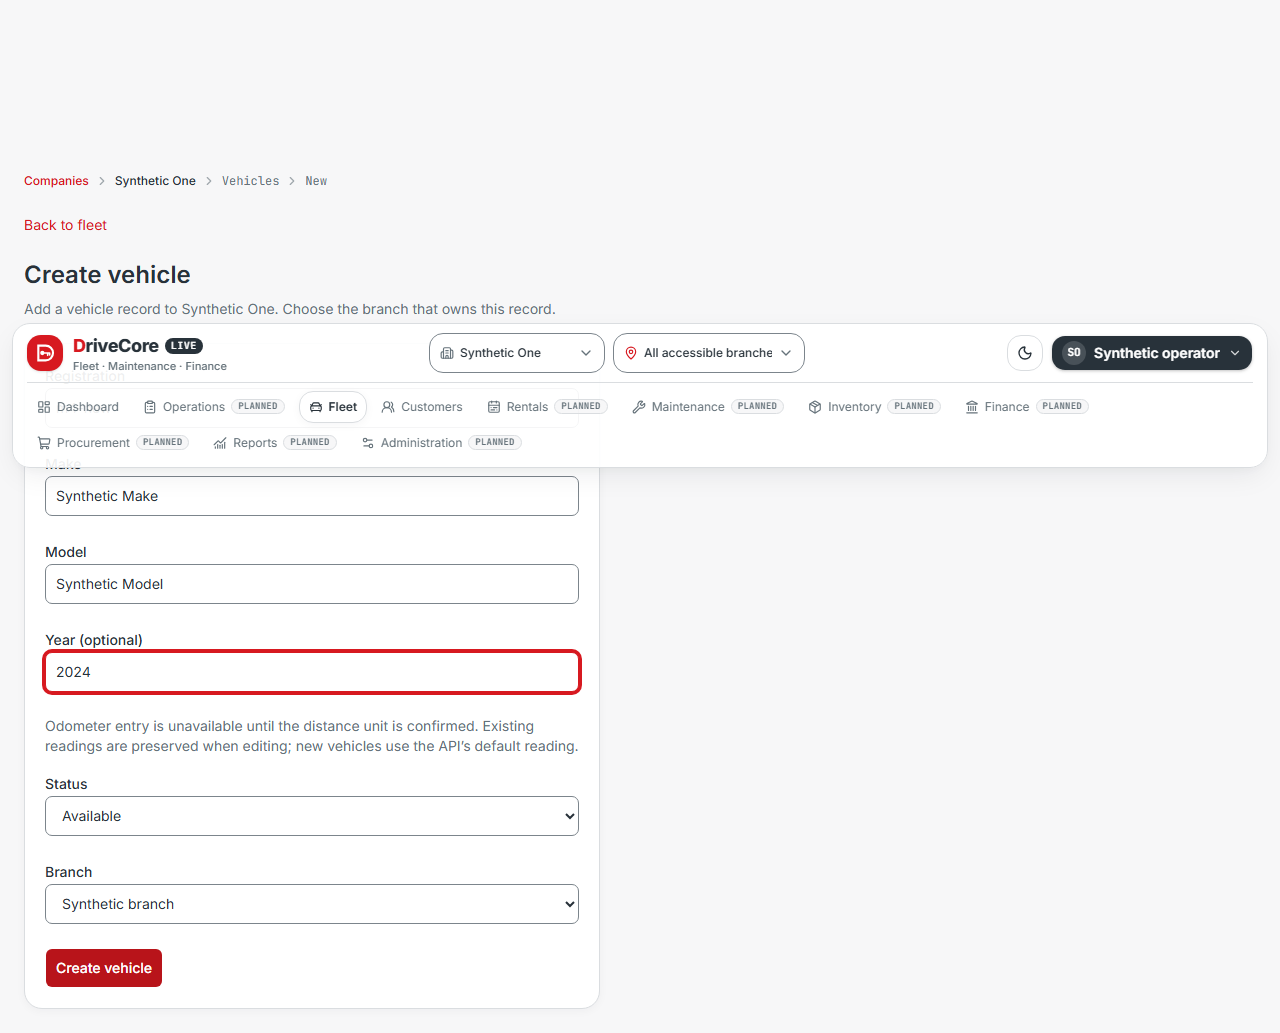 Companies > Synthetic One > Vehicles > New
Back to fleet
Create vehicle
Add a vehicle record to Synthetic One. Choose the branch that owns this record.
DriveCore LIVE
Fleet · Maintenance · Finance
Synthetic One
All accessible branche
SO Synthetic operator
Registration
Dashboard Operations PLANNED Fleet Customers Rentals PLANNED Maintenance PLANNED Inventory PLANNED Finance PLANNED
Procurement PLANNED Reports PLANNED Administration PLANNED
Make
Synthetic Make
Model
Synthetic Model
Year (optional)
2024
Odometer entry is unavailable until the distance unit is confirmed. Existing
readings are preserved when editing; new vehicles use the API’s default reading.
Status
Available
Branch
Synthetic branch
Create vehicle